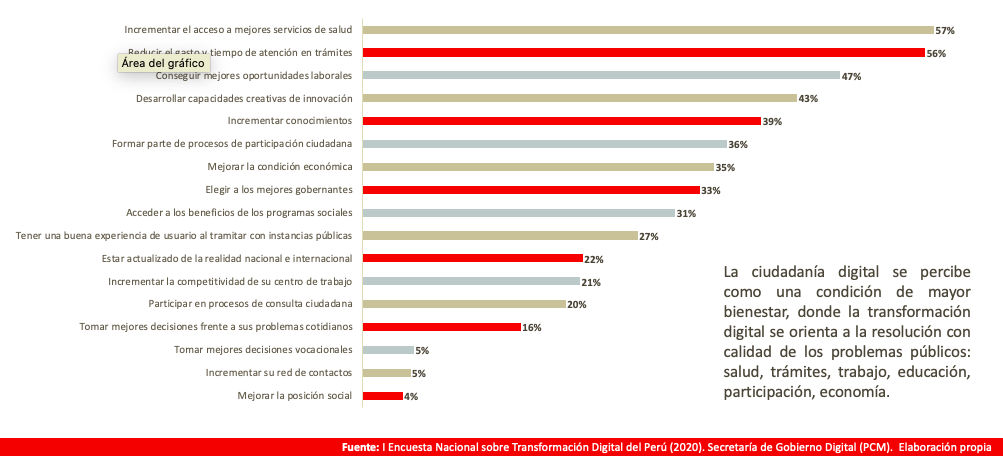 Incrementar el acceso a mejores servicios de salud 57%
Reducir el gasto y tiempo de atención en trámites 56%
Área del gráfico
Conseguir mejores oportunidades laborales 47%
Desarrollar capacidades creativas de innovación 43%
Incrementar conocimientos 39%
Formar parte de procesos de participación ciudadana 36%
Mejorar la condición económica 35%
Elegir a los mejores gobernantes 33%
Acceder a los beneficios de los programas sociales 31%
Tener una buena experiencia de usuario al tramitar con instancias públicas 27%
Estar actualizado de la realidad nacional e internacional 22%
Incrementar la competitividad de su centro de trabajo 21%
Participar en procesos de consulta ciudadana 20%
Tomar mejores decisiones frente a sus problemas cotidianos 16%
Tomar mejores decisiones vocacionales 5%
Incrementar su red de contactos 5%
Mejorar la posición social 4%
La ciudadanía digital se percibe
como una condición de mayor
bienestar, donde la transformación
digital se orienta a la resolución con
calidad de los problemas públicos:
salud, trámites, trabajo, educación,
participación, economía.
Fuente: I Encuesta Nacional sobre Transformación Digital del Perú (2020). Secretaría de Gobierno Digital (PCM). Elaboración propia